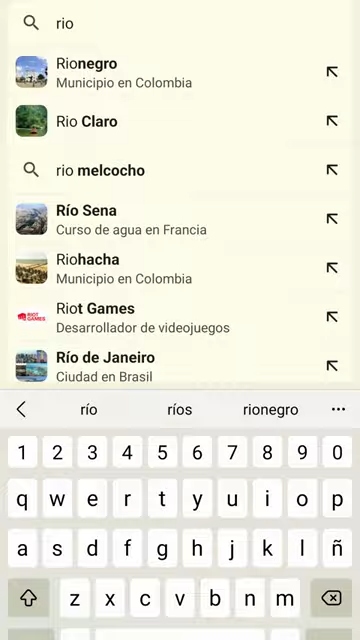 rio
Rionegro
Municipio en Colombia
Rio Claro
rio melcocho
Río Sena
Curso de agua en Francia
Riohacha
Municipio en Colombia
RIOT GAMES
Riot Games
Desarrollador de videojuegos
Río de Janeiro
Ciudad en Brasil
río ríos rionegro ...
1 2 3 4 5 6 7 8 9 0
q w e r t y u i o p
a s d f g h j k l ñ
z x c v b n m